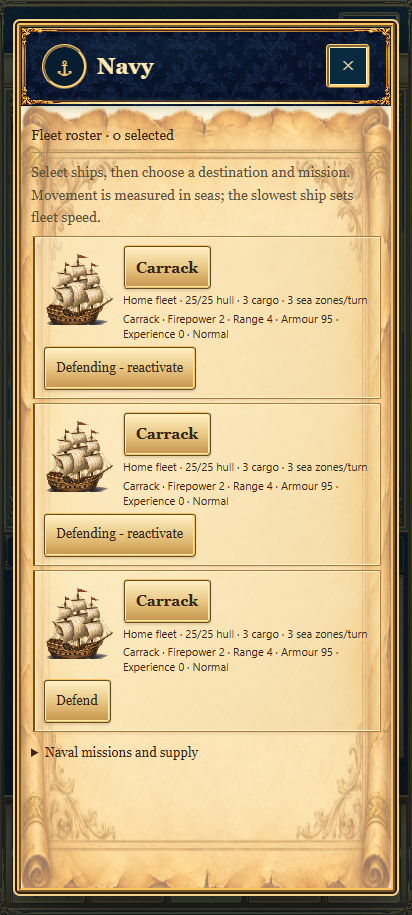 Navy
×
Fleet roster · 0 selected
Select ships, then choose a destination and mission.
Movement is measured in seas; the slowest ship sets
fleet speed.
Carrack
Home fleet · 25/25 hull · 3 cargo · 3 sea zones/turn
Carrack · Firepower 2 · Range 4 · Armour 95 ·
Experience 0 · Normal
Defending - reactivate
Carrack
Home fleet · 25/25 hull · 3 cargo · 3 sea zones/turn
Carrack · Firepower 2 · Range 4 · Armour 95 ·
Experience 0 · Normal
Defending - reactivate
Carrack
Home fleet · 25/25 hull · 3 cargo · 3 sea zones/turn
Carrack · Firepower 2 · Range 4 · Armour 95 ·
Experience 0 · Normal
Defend
Naval missions and supply